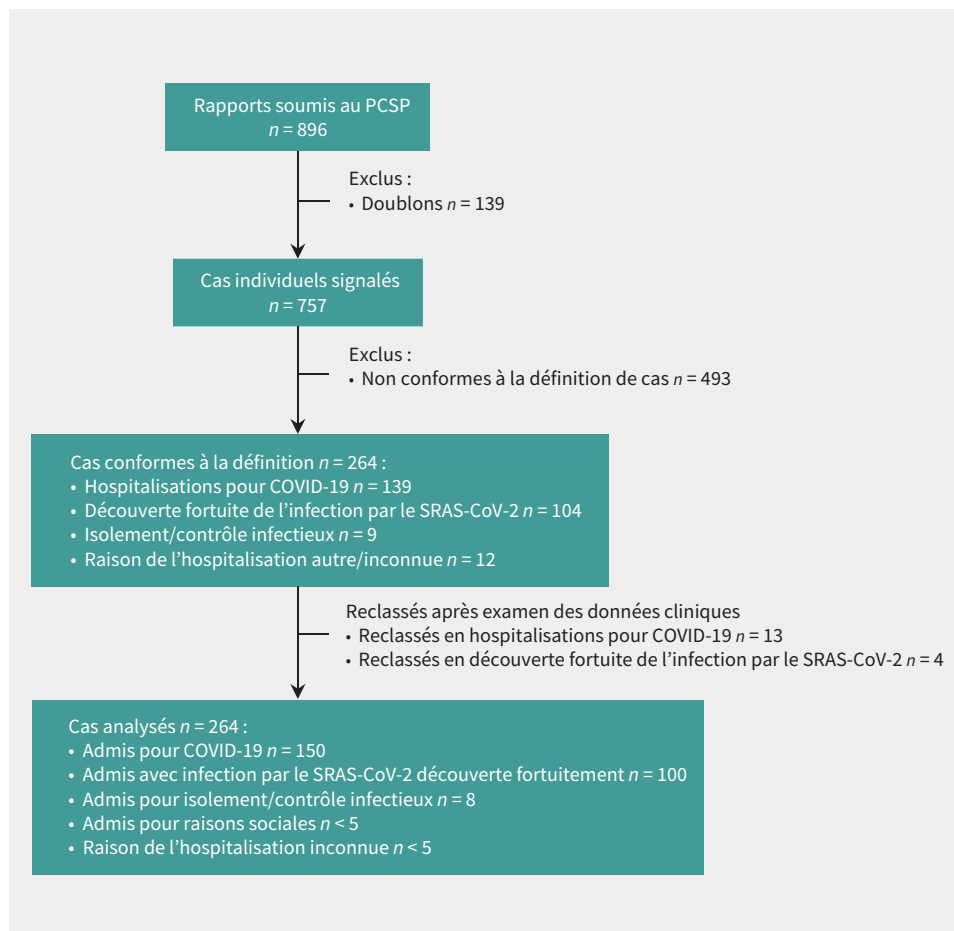 Rapports soumis au PCSP
n = 896
Exclus :
• Doublons n = 139
Cas individuels signalés
n = 757
Exclus :
• Non conformes à la définition de cas n = 493
Cas conformes à la définition n = 264 :
• Hospitalisations pour COVID-19 n = 139
• Découverte fortuite de l’infection par le SRAS-CoV-2 n = 104
• Isolement/contrôle infectieux n = 9
• Raison de l’hospitalisation autre/inconnue n = 12
Reclassés après examen des données cliniques
• Reclassés en hospitalisations pour COVID-19 n = 13
• Reclassés en découverte fortuite de l’infection par le SRAS-CoV-2 n = 4
Cas analysés n = 264 :
• Admis pour COVID-19 n = 150
• Admis avec infection par le SRAS-CoV-2 découverte fortuitement n = 100
• Admis pour isolement/contrôle infectieux n = 8
• Admis pour raisons sociales n < 5
• Raison de l’hospitalisation inconnue n < 5